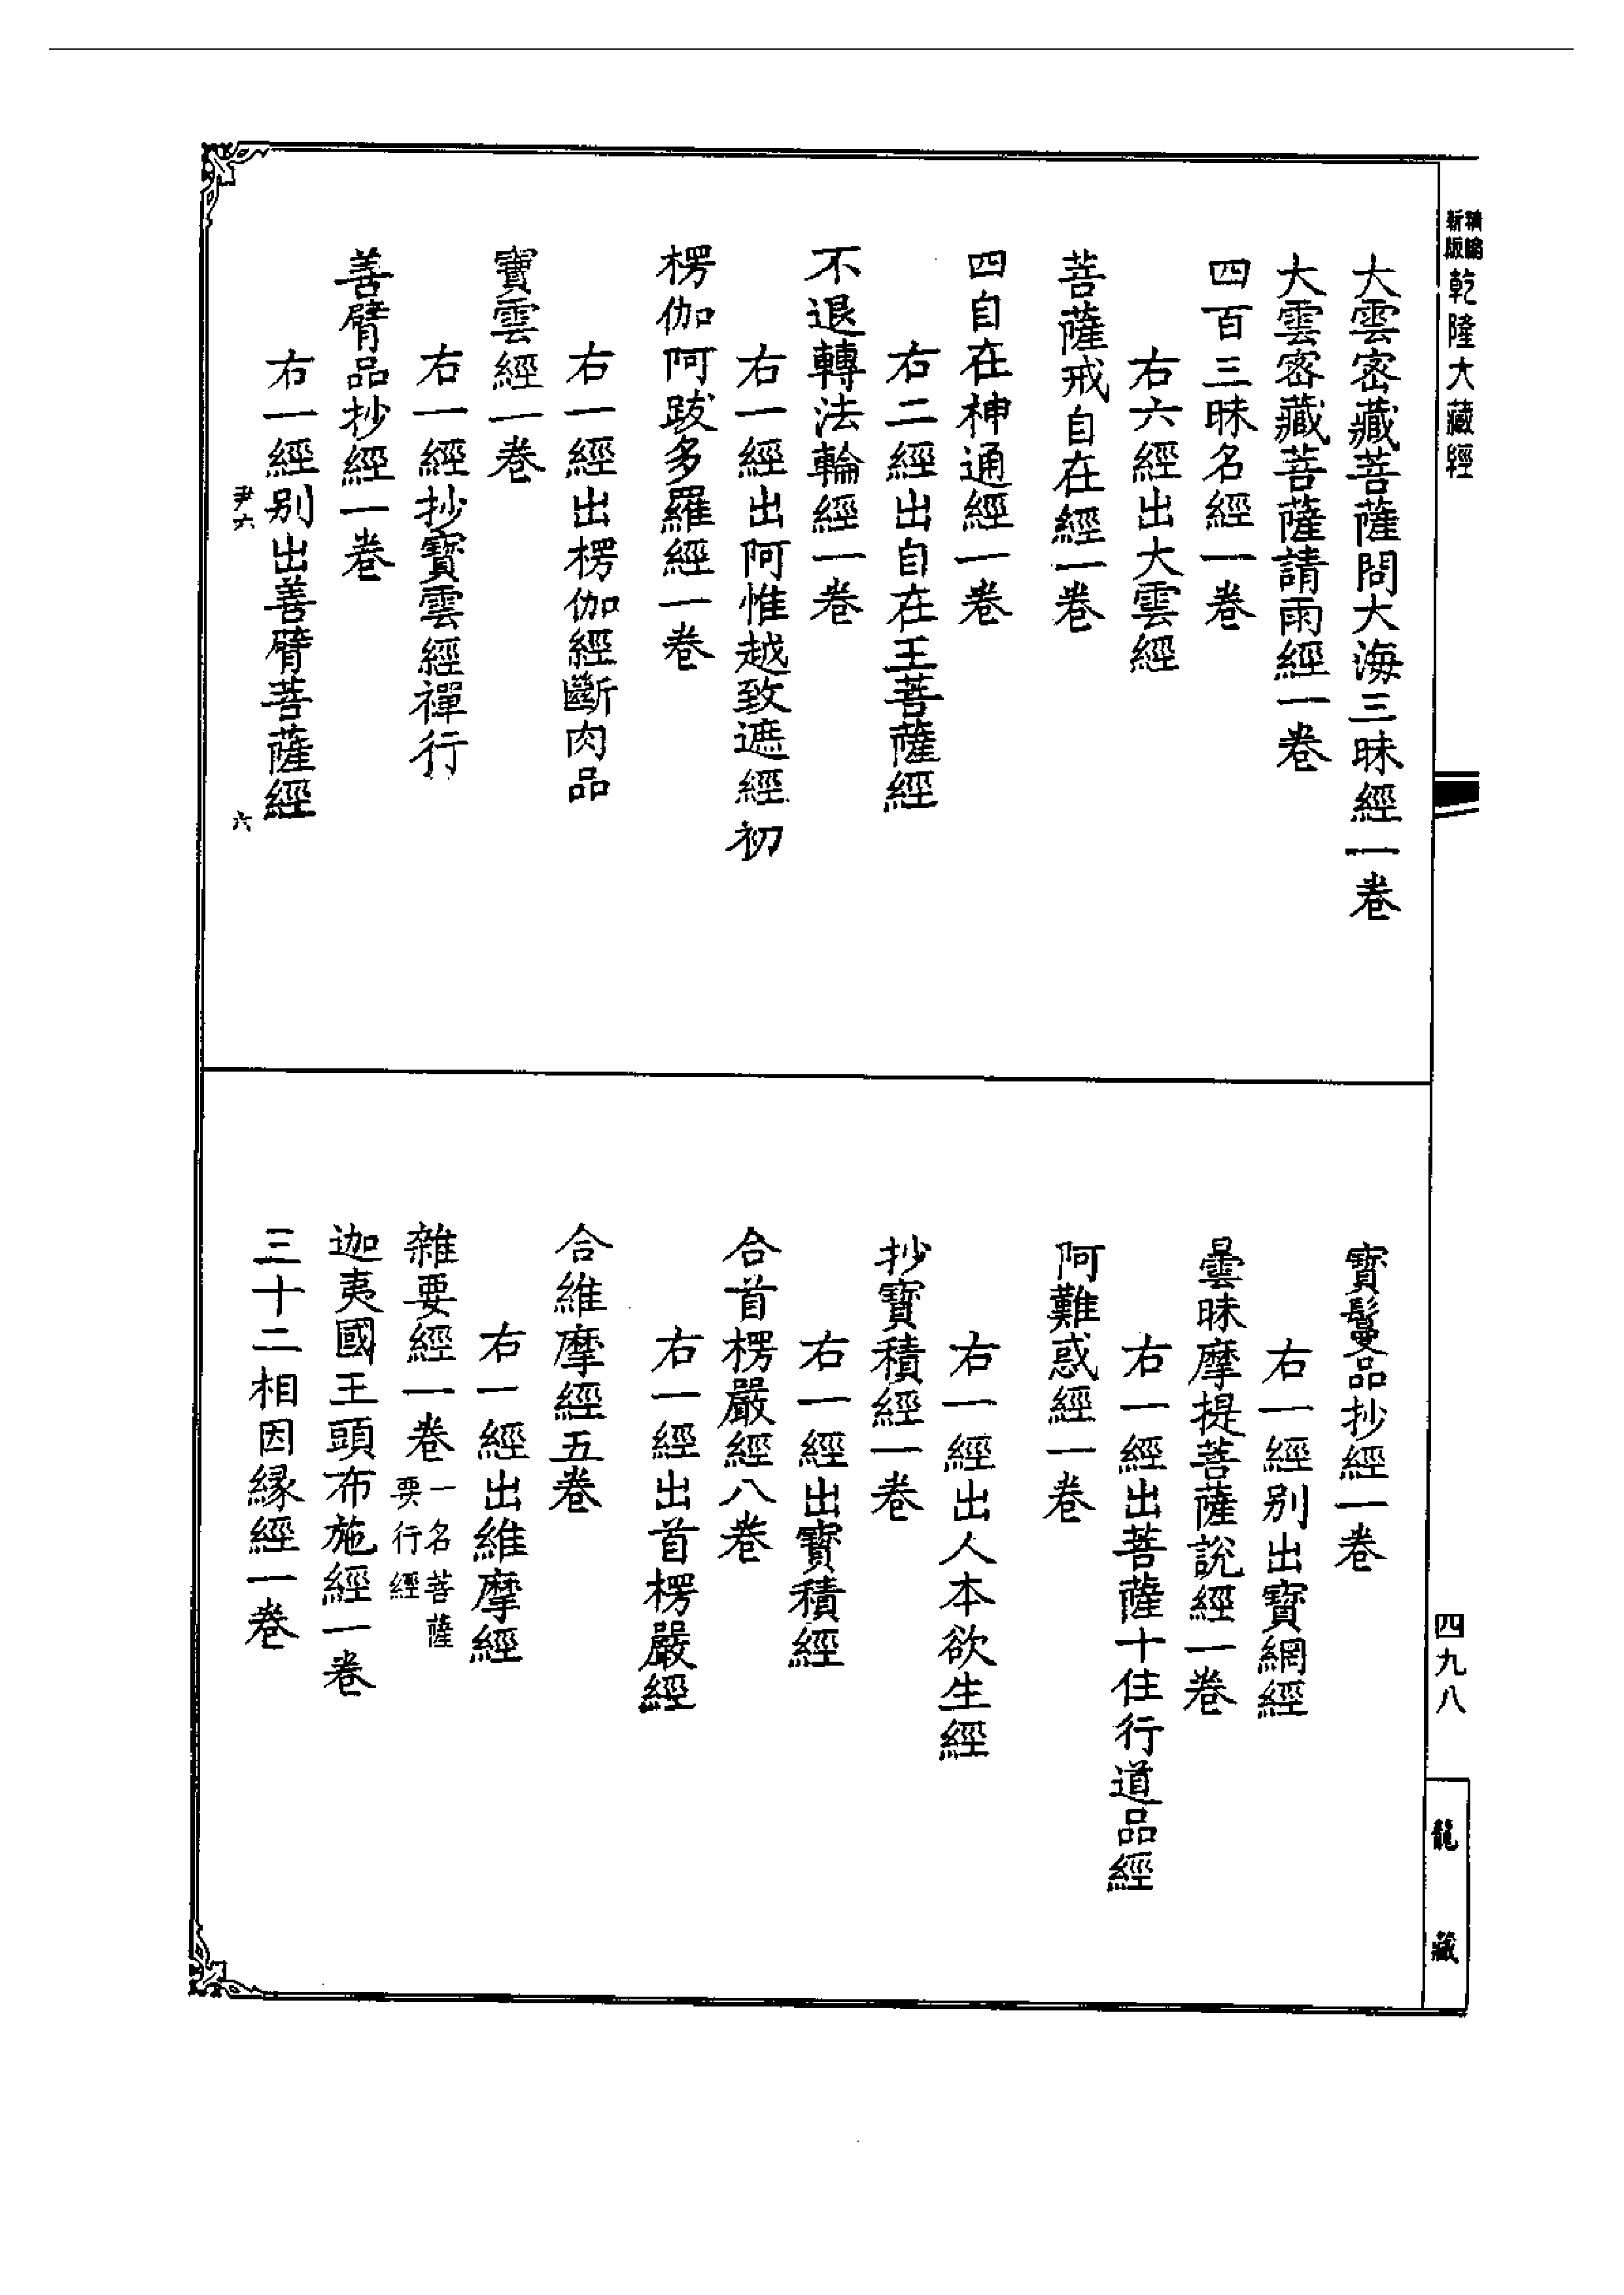 精縮
新版
乾隆大藏經
大雲密藏菩薩問大海三昧經一卷
大雲密藏菩薩請雨經一卷
四百三昧名經一卷
右六經出大雲經
菩薩戒自在經一卷
四自在神通經一卷
右二經出自在王菩薩經
不退轉法輪經一卷
右一經出阿惟越致遮經初
楞伽阿跋多羅經一卷
右一經出楞伽經斷肉品
寶雲經一卷
右一經抄寶雲經禪行
善臂品抄經一卷
右一經別出善臂菩薩經
尹六
六
寶鬘品抄經一卷
右一經別出寶網經
曇昧摩提菩薩說經一卷
右一經出菩薩十住行道品經
阿難惑經一卷
右一經出人本欲生經
抄寶積經一卷
右一經出寶積經
合首楞嚴經八卷
右一經出首楞嚴經
合維摩經五卷
右一經出維摩經
雜要經一卷一名菩薩
要行經
迦夷國王頭布施經一卷
三十二相因緣經一卷
四九八
龍藏